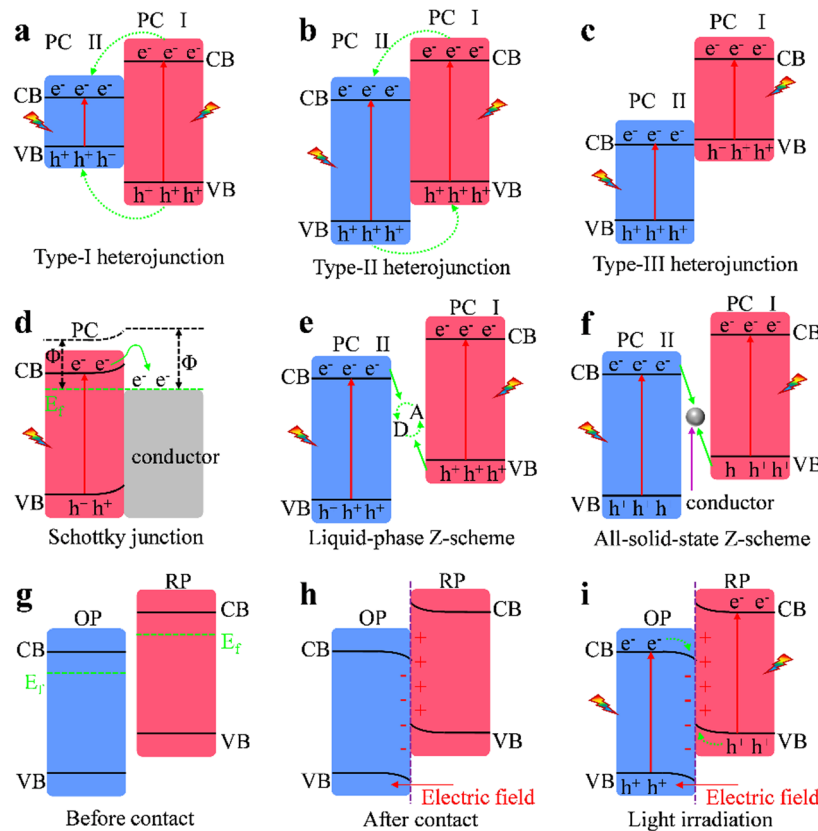 a
PC II
PC I
e⁻ e⁻ e⁻
CB
e⁻ e⁻ e⁻
CB
VB
h⁺ h⁺ h⁻
h⁻ h⁺ h⁺
VB
Type-I heterojunction
b
PC II
PC I
e⁻ e⁻ e⁻
CB
e⁻ e⁻ e⁻
CB
h⁻ h⁺ h⁺
VB
VB
h⁺ h⁺ h⁺
Type-II heterojunction
c
PC I
e⁻ e⁻ e⁻
CB
PC II
e⁻ e⁻ e⁻
CB
h⁻ h⁻ h⁺
VB
VB
h⁺ h⁺ h⁺
Type-III heterojunction
d
PC
Φ
Φ
CB
e⁻ e⁻
e⁻ e⁻
E_f
conductor
VB
h⁻ h⁺
Schottky junction
e
PC I
PC II
e⁻ e⁻ e⁻
CB
e⁻ e⁻ e⁻
CB
A
D
h⁺ h⁺ h⁺
VB
VB
h⁻ h⁺ h⁺
Liquid-phase Z-scheme
f
PC I
PC II
e⁻ e⁻ e⁻
CB
e⁻ e⁻ e⁻
CB
h h h
VB
conductor
VB
h h h
All-solid-state Z-scheme
g
RP
OP
CB
E_f
CB
E_f
VB
VB
Before contact
h
RP
OP
CB
CB
+
+
+
+
-
-
-
-
VB
VB
Electric field
After contact
i
RP
e⁻ e⁻
CB
OP
e⁻ e⁻
CB
+
+
+
+
-
-
-
-
h h
VB
VB
h⁺ h⁺
Electric field
Light irradiation